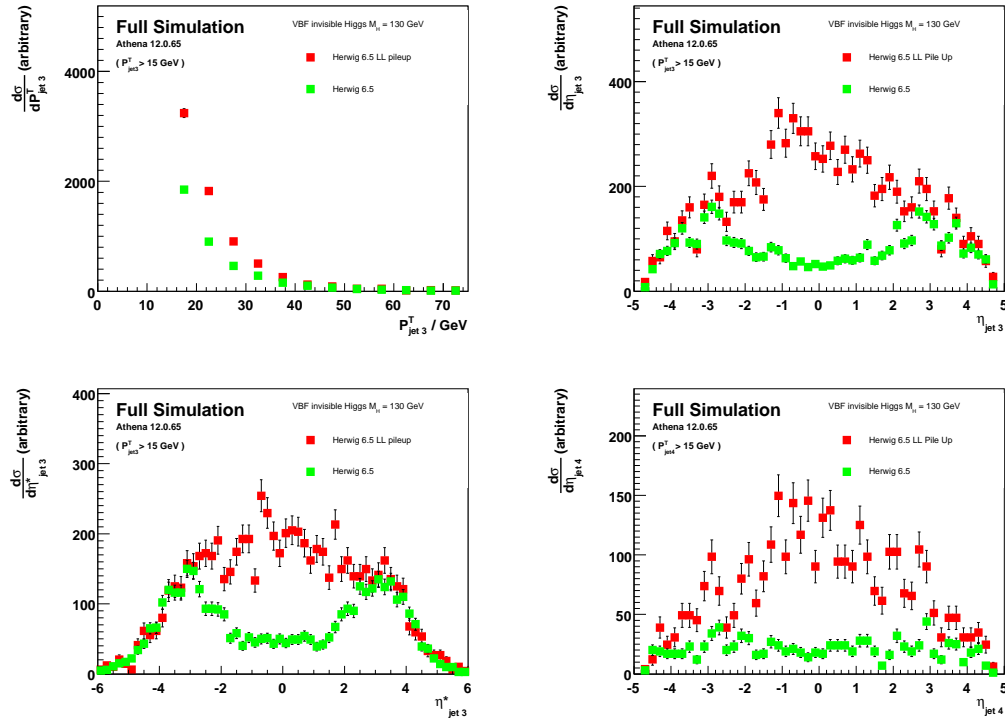 Full Simulation
VBF invisible Higgs M_H = 130 GeV
Athena 12.0.65
( P^T_jet3 > 15 GeV )
Herwig 6.5 LL pileup
Herwig 6.5
dσ/dP^T_jet 3 (arbitrary)
4000
2000
0
0 10 20 30 40 50 60 70
P^T_jet 3 / GeV
Full Simulation
VBF invisible Higgs M_H = 130 GeV
Athena 12.0.65
( P^T_jet3 > 15 GeV )
Herwig 6.5 LL Pile Up
Herwig 6.5
dσ/dη_jet 3 (arbitrary)
400
200
0
-5 -4 -3 -2 -1 0 1 2 3 4 5
η_jet 3
Full Simulation
VBF invisible Higgs M_H = 130 GeV
Athena 12.0.65
( P^T_jet3 > 15 GeV )
Herwig 6.5 LL pileup
Herwig 6.5
dσ/dη*_jet 3 (arbitrary)
400
300
200
100
0
-6 -4 -2 0 2 4 6
η*_jet 3
Full Simulation
VBF invisible Higgs M_H = 130 GeV
Athena 12.0.65
( P^T_jet4 > 15 GeV )
Herwig 6.5 LL Pile Up
Herwig 6.5
dσ/dη_jet 4 (arbitrary)
200
150
100
50
0
-5 -4 -3 -2 -1 0 1 2 3 4 5
η_jet 4